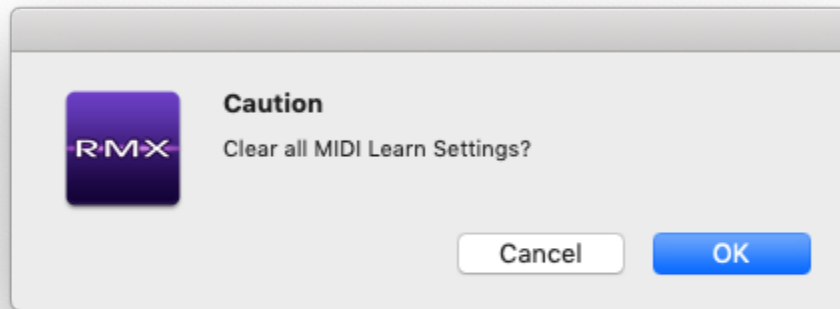 Caution
RMX
Clear all MIDI Learn Settings?
Cancel
OK